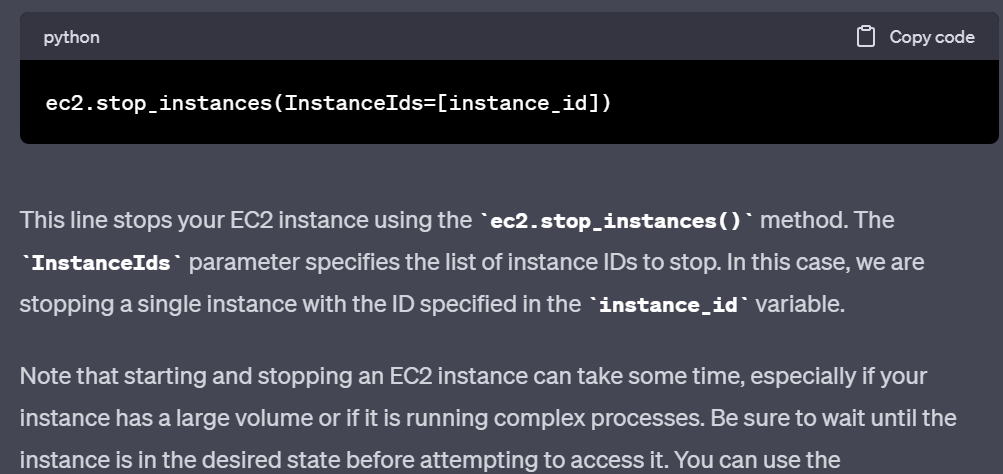 python
Copy code
ec2.stop_instances(InstanceIds=[instance_id])
This line stops your EC2 instance using the `ec2.stop_instances()` method. The
`InstanceIds` parameter specifies the list of instance IDs to stop. In this case, we are
stopping a single instance with the ID specified in the `instance_id` variable.
Note that starting and stopping an EC2 instance can take some time, especially if your
instance has a large volume or if it is running complex processes. Be sure to wait until the
instance is in the desired state before attempting to access it. You can use the